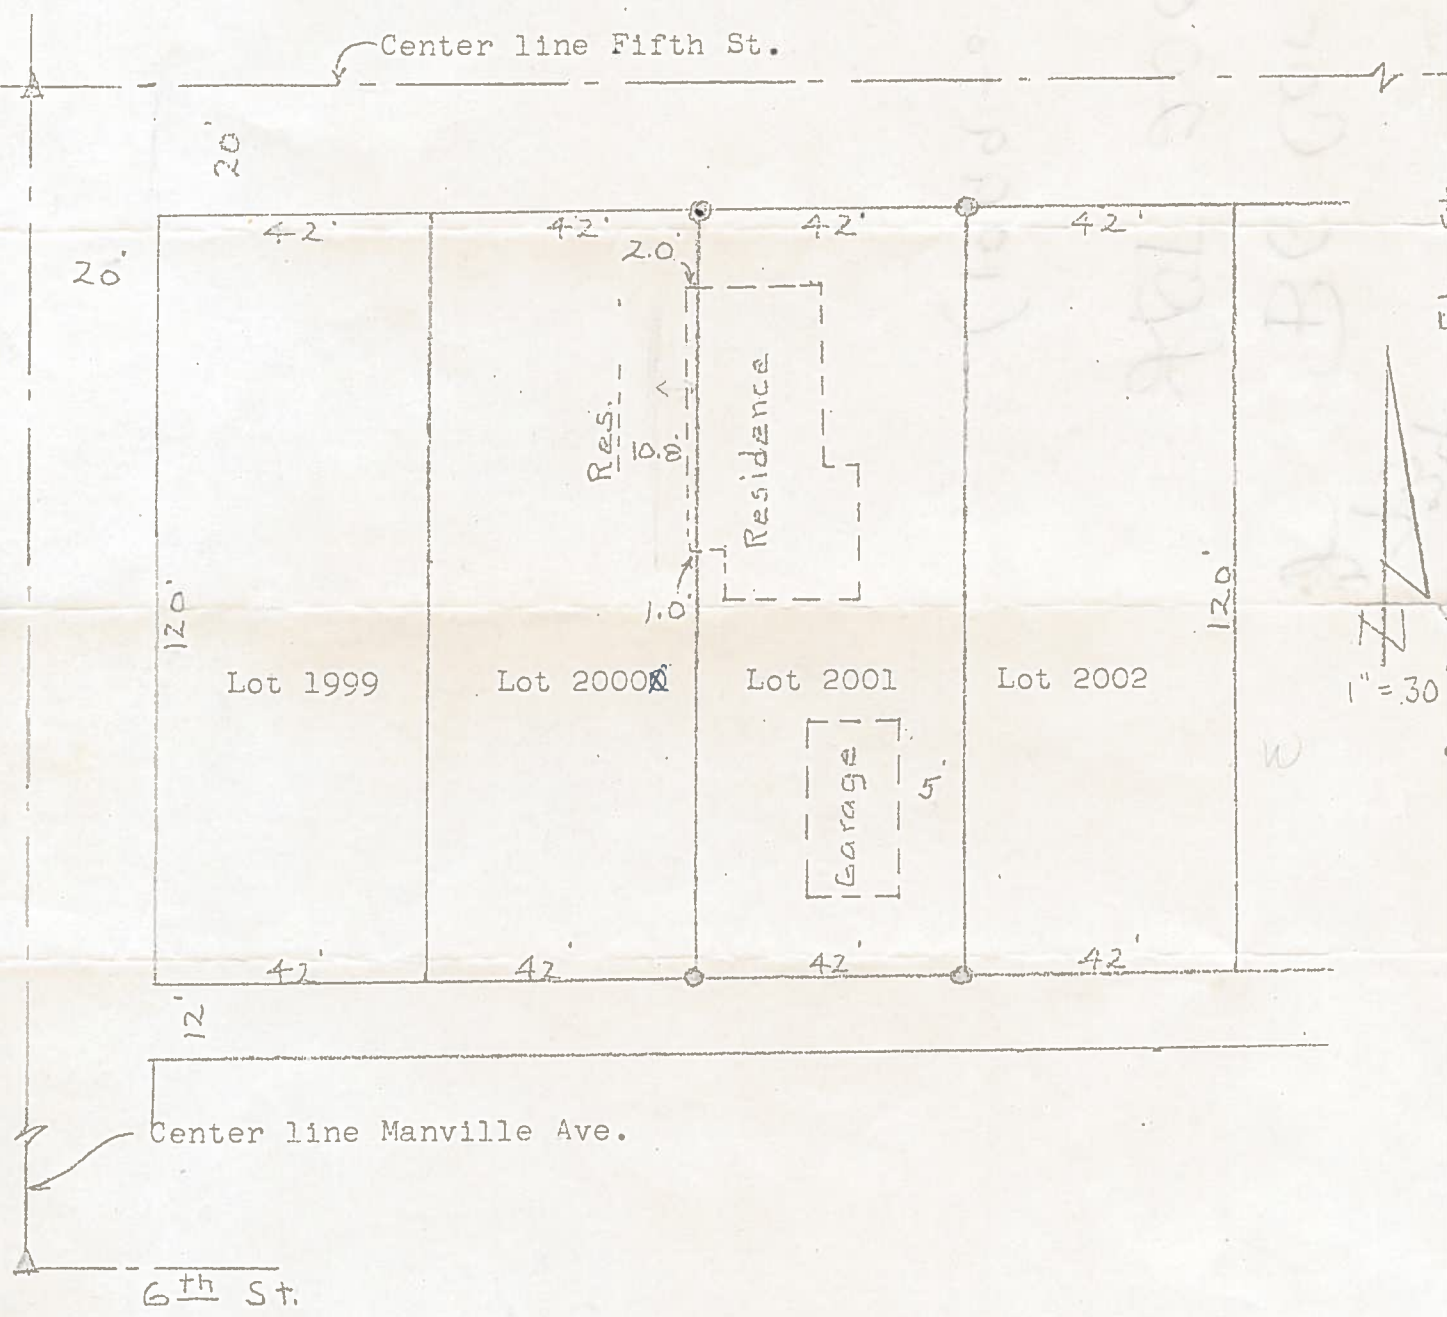 Center line Fifth St.
20'
42'
42'
42'
42'
20'
2.0'
Res.
10.8'
Residence
120'
120'
1.0'
Lot 1999
Lot 2000
Lot 2001
Lot 2002
N
1" = 30'
Garage
5'
42'
42'
42'
42'
12'
Center line Manville Ave.
6th St.